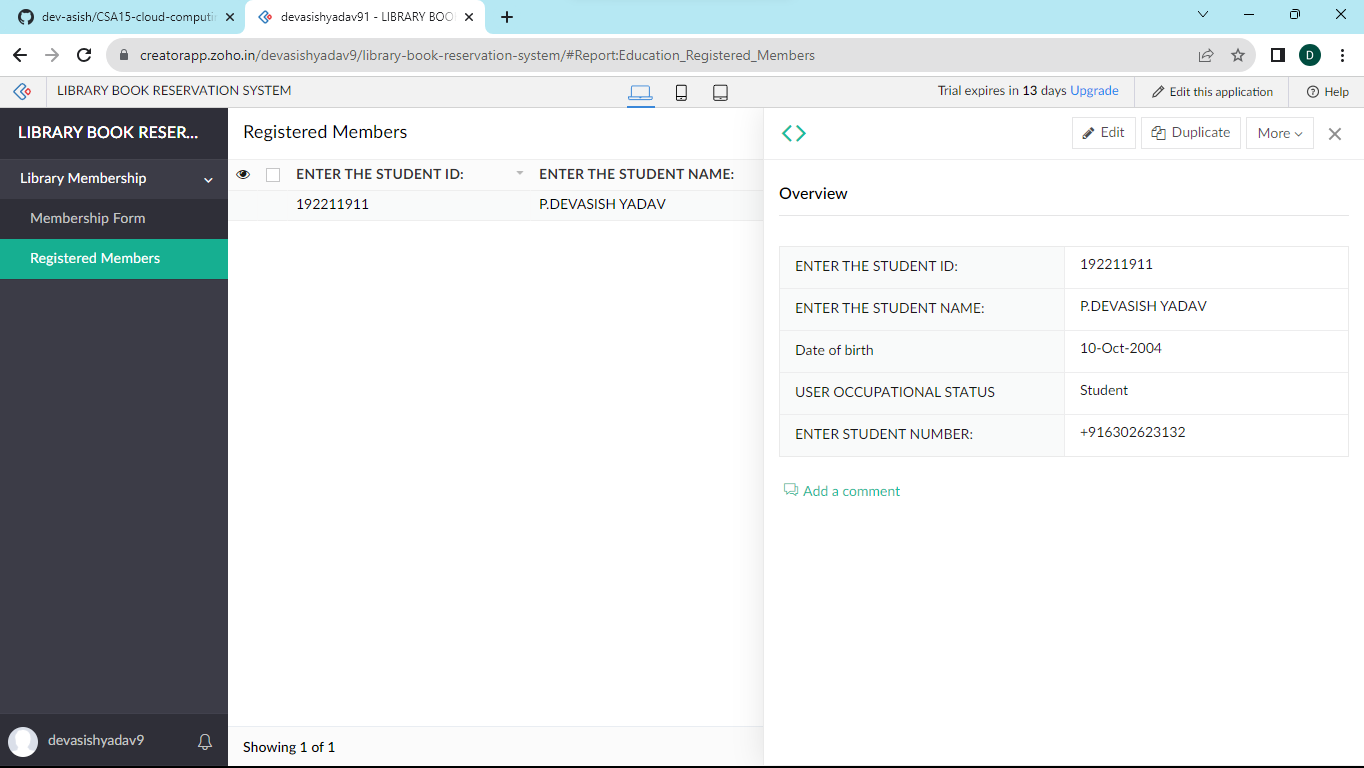 dev-asish/CSA15-cloud-computi
devasishyadav91 - LIBRARY BOO
creatorapp.zoho.in/devasishyadav9/library-book-reservation-system/#Report:Education_Registered_Members
D
LIBRARY BOOK RESERVATION SYSTEM
Trial expires in 13 days Upgrade
Edit this application
Help
LIBRARY BOOK RESER...
Library Membership
Membership Form
Registered Members
devasishyadav9
Registered Members
ENTER THE STUDENT ID: ENTER THE STUDENT NAME:
192211911 P.DEVASISH YADAV
Showing 1 of 1
Edit Duplicate More
Overview
ENTER THE STUDENT ID: 192211911
ENTER THE STUDENT NAME: P.DEVASISH YADAV
Date of birth 10-Oct-2004
USER OCCUPATIONAL STATUS Student
ENTER STUDENT NUMBER: +916302623132
Add a comment